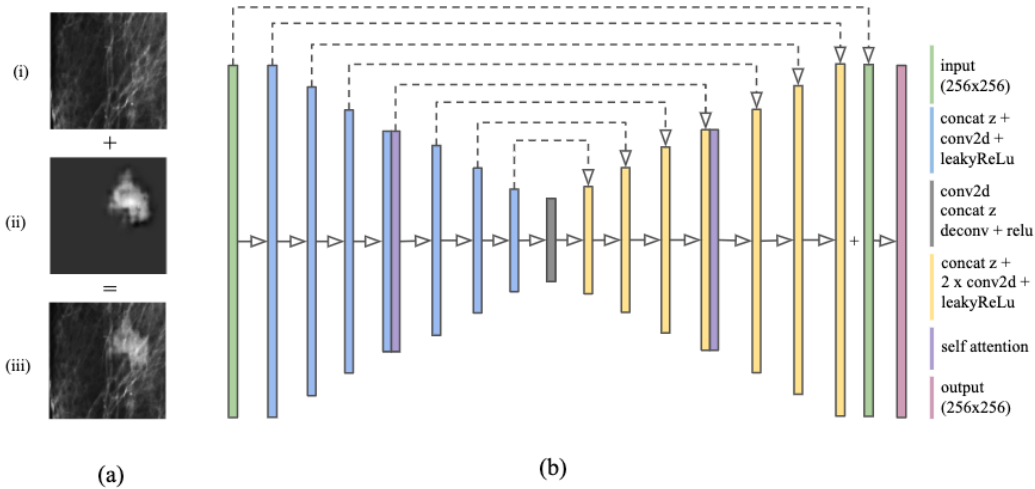 (i)
+
(ii)
=
(iii)
(a)
+
(b)
input
(256x256)
concat z +
conv2d +
leakyReLu
conv2d
concat z
deconv + relu
concat z +
2 x conv2d +
leakyReLu
self attention
output
(256x256)